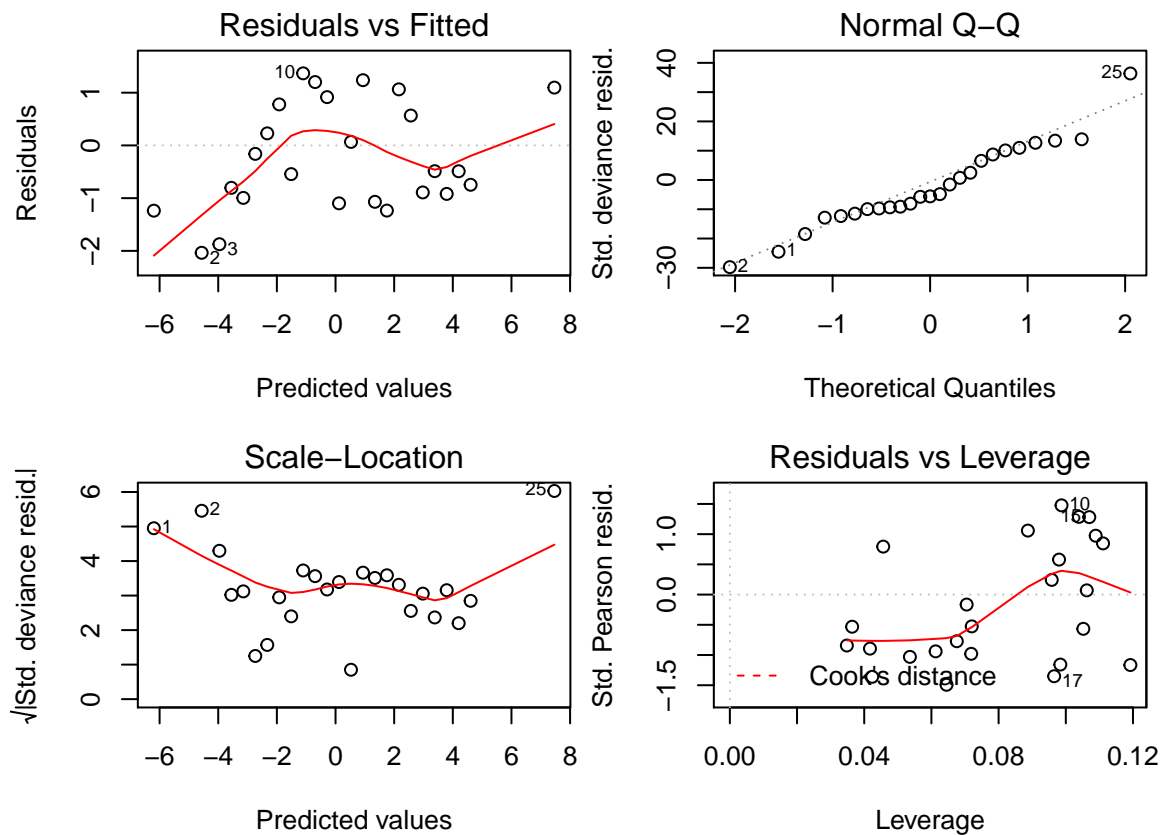 Residuals vs Fitted
Residuals
1
0
−1
−2
10
2
3
−6 −4 −2 0 2 4 6 8
Predicted values
Normal Q−Q
Std. deviance resid.
40
20
0
−30
25
1
2
−2 −1 0 1 2
Theoretical Quantiles
Scale−Location
√|Std. deviance resid.|
6
4
2
0
1
2
25
−6 −4 −2 0 2 4 6 8
Predicted values
Residuals vs Leverage
Std. Pearson resid.
1.0
0.0
−1.5
10
17
Cook's distance
0.00 0.04 0.08 0.12
Leverage